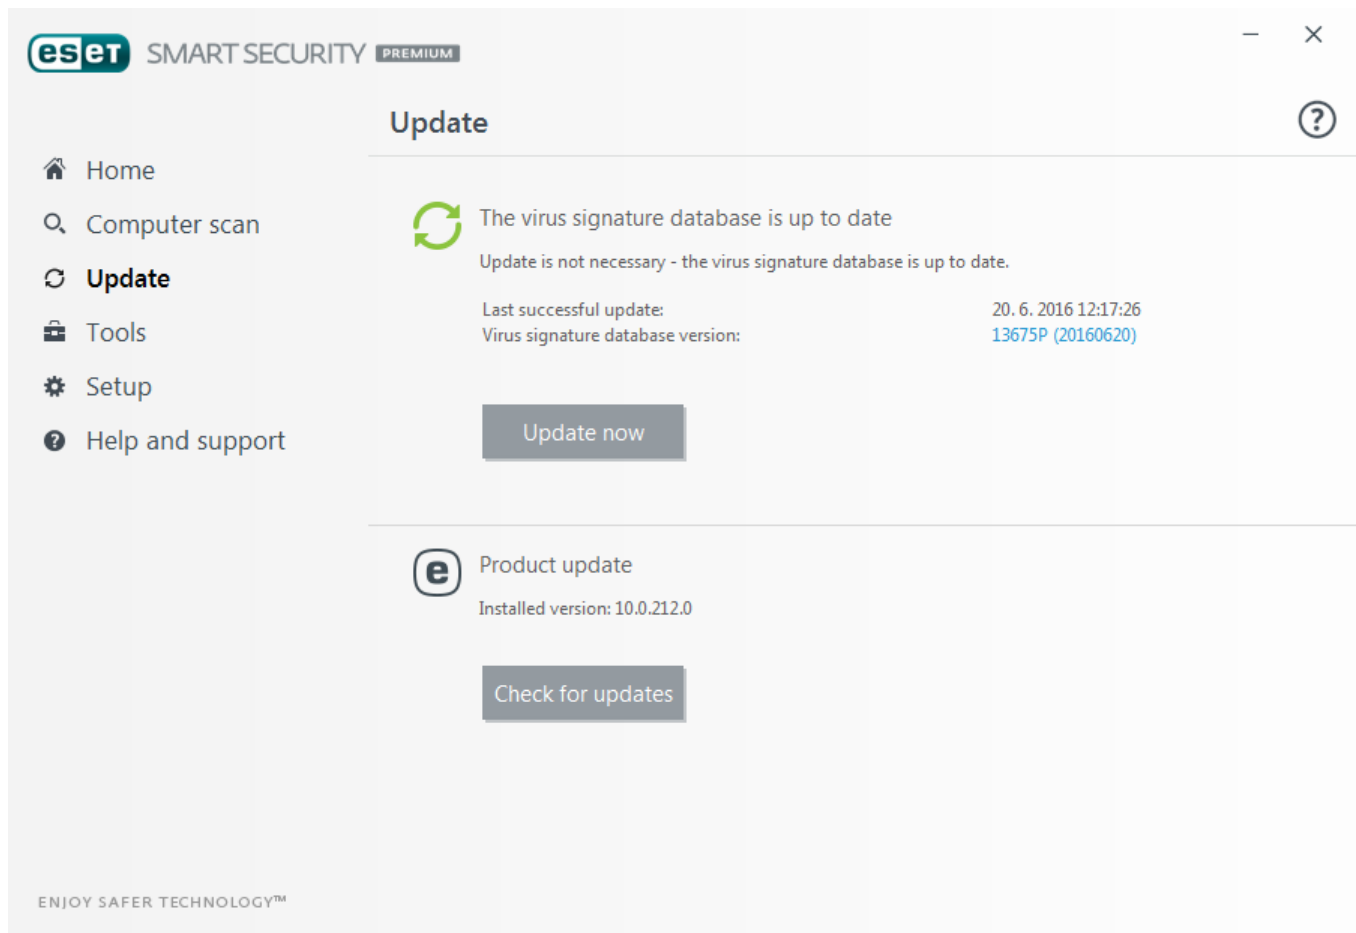 eset SMART SECURITY PREMIUM
Update
?
Home
Computer scan
Update
Tools
Setup
? Help and support
The virus signature database is up to date
Update is not necessary - the virus signature database is up to date.
Last successful update: 20. 6. 2016 12:17:26
Virus signature database version: 13675P (20160620)
Update now
e Product update
Installed version: 10.0.212.0
Check for updates
ENJOY SAFER TECHNOLOGY™